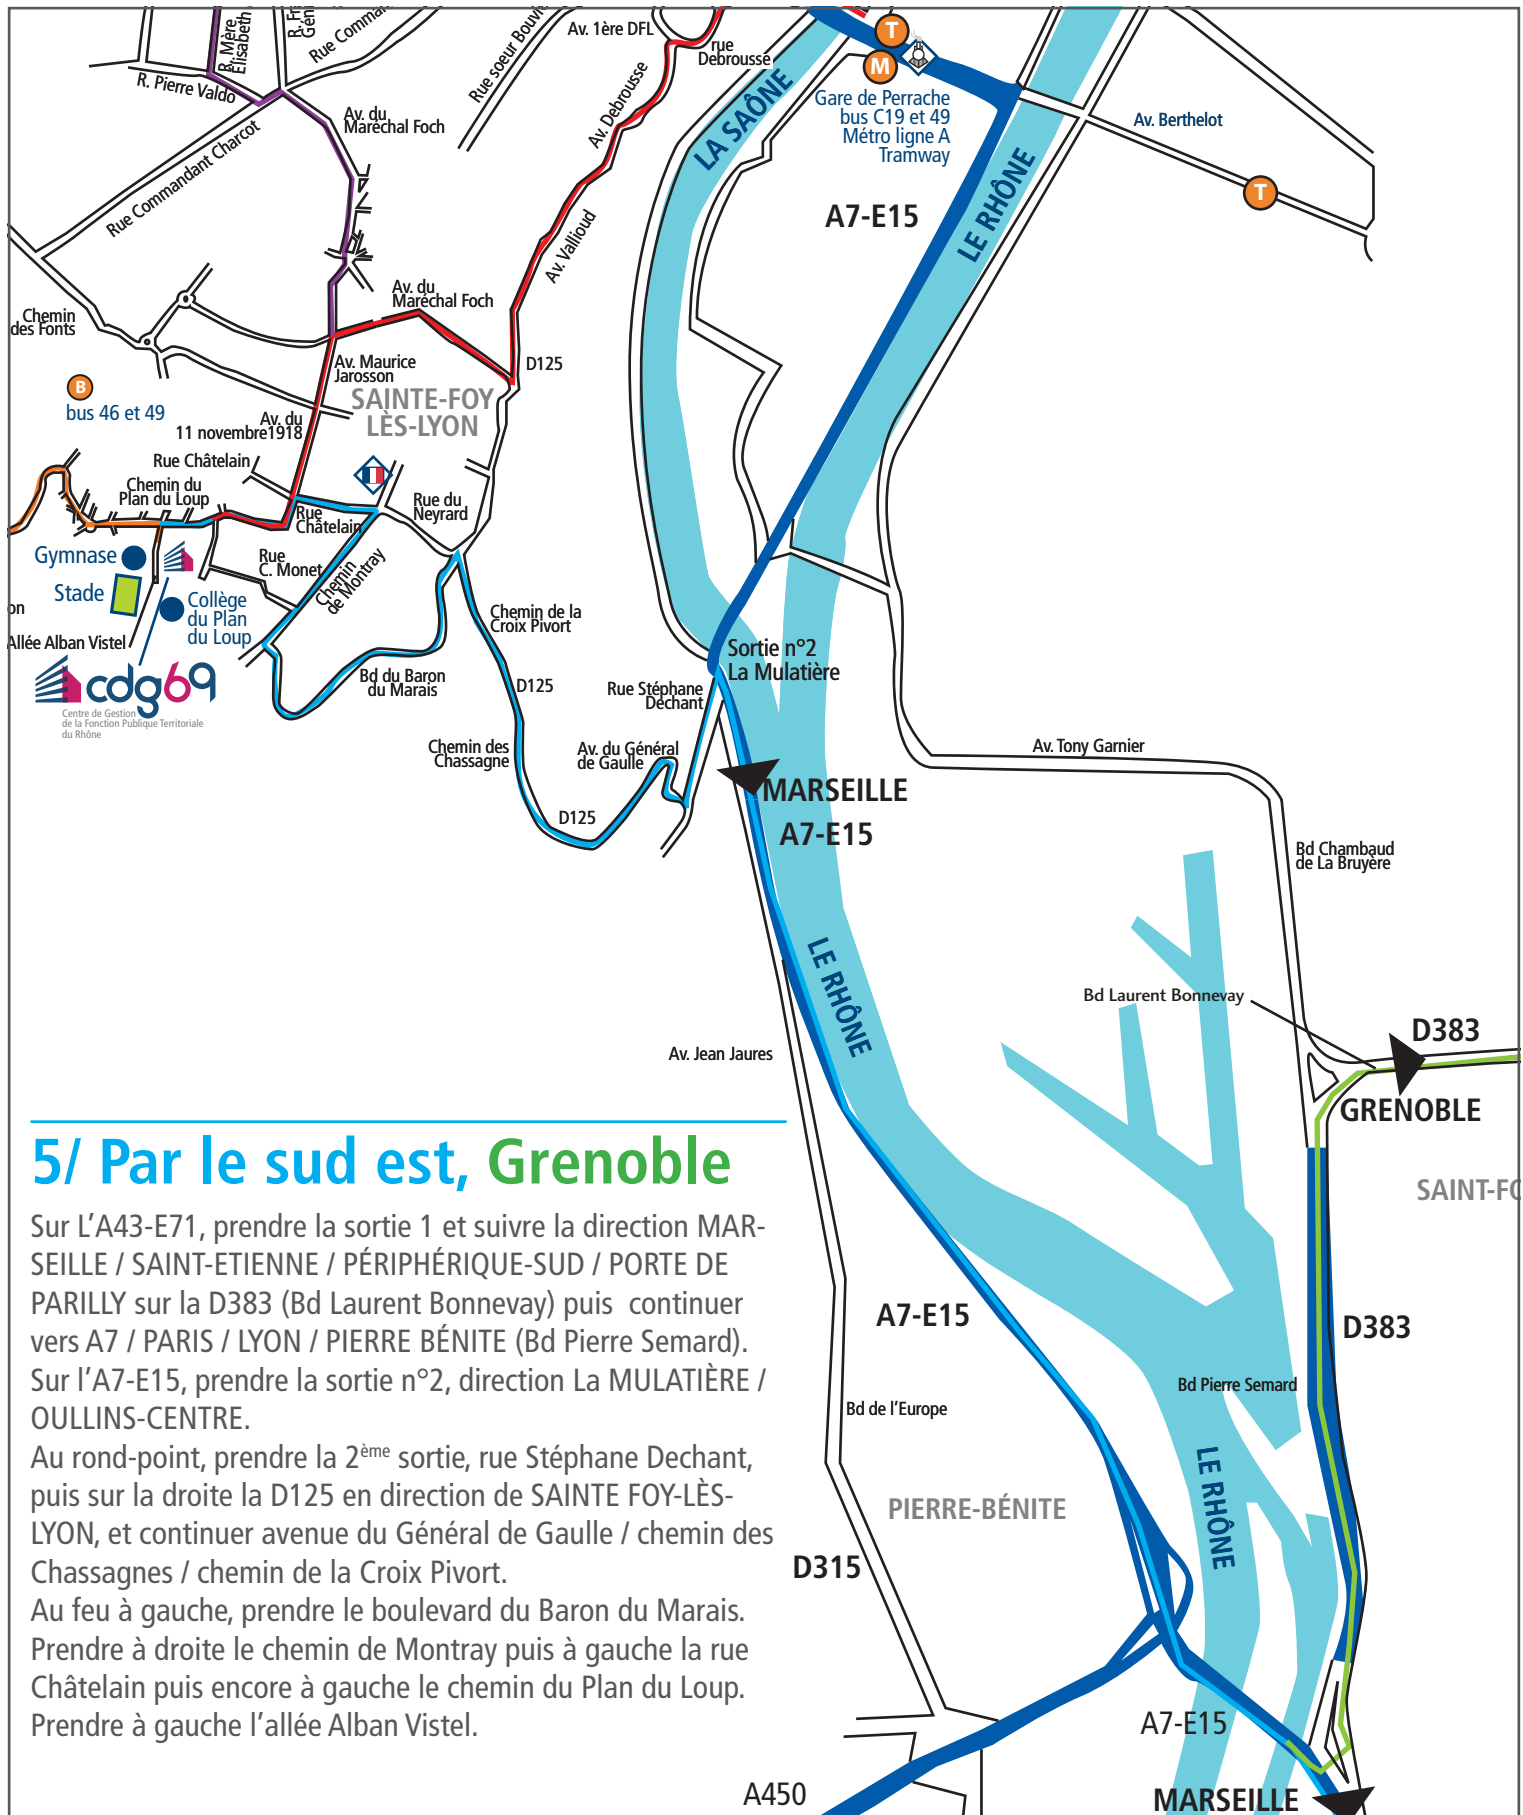 R. Mère
Élisabeth
Rue Comman
Av. 1ère DFL
rue
Debrousse
R. Pierre Valdo
Av. du
Maréchal Foch
Rue soeur Bouvi
Av. Debrousse
LA SAÔNE
T
M
Gare de Perrache
bus C19 et 49
Métro ligne A
Tramway
Av. Berthelot
T
Rue Commandant Charcot
A7-E15
LE RHÔNE
Av. Vallioud
Av. du
Maréchal Foch
Chemin
des Fonts
D125
Av. Maurice
Jarosson
SAINTE-FOY
LÈS-LYON
B
bus 46 et 49
Av. du
11 novembre1918
Rue Châtelain
Chemin du
Plan du Loup
Rue du
Neyrard
Rue
Châtelain
Gymnase
Rue
C. Monet
Chemin
de Montray
Stade
Collège
du Plan
du Loup
on
Allée Alban Vistel
Chemin de la
Croix Pivort
Sortie n°2
La Mulatière
cdg69
Centre de Gestion
de la Fonction Publique Territoriale
du Rhône
Bd du Baron
du Marais
D125
Rue Stéphane
Déchant
Chemin des
Chassagne
Av. du Général
de Gaulle
Av. Tony Garnier
MARSEILLE
A7-E15
D125
Bd Chambaud
de La Bruyère
LE RHÔNE
Bd Laurent Bonnevay
D383
Av. Jean Jaures
GRENOBLE
5/ Par le sud est, Grenoble
SAINT-FO
Sur L'A43-E71, prendre la sortie 1 et suivre la direction MAR-
SEILLE / SAINT-ETIENNE / PÉRIPHÉRIQUE-SUD / PORTE DE
PARILLY sur la D383 (Bd Laurent Bonnevay) puis continuer
vers A7 / PARIS / LYON / PIERRE BÉNITE (Bd Pierre Semard).
Sur l'A7-E15, prendre la sortie n°2, direction La MULATIÈRE /
OULLINS-CENTRE.
Au rond-point, prendre la 2ème sortie, rue Stéphane Dechant,
puis sur la droite la D125 en direction de SAINTE FOY-LÈS-
LYON, et continuer avenue du Général de Gaulle / chemin des
Chassagnes / chemin de la Croix Pivort.
Au feu à gauche, prendre le boulevard du Baron du Marais.
Prendre à droite le chemin de Montray puis à gauche la rue
Châtelain puis encore à gauche le chemin du Plan du Loup.
Prendre à gauche l'allée Alban Vistel.
A7-E15
D383
Bd Pierre Semard
Bd de l'Europe
LE RHÔNE
PIERRE-BÉNITE
D315
A7-E15
A450
MARSEILLE